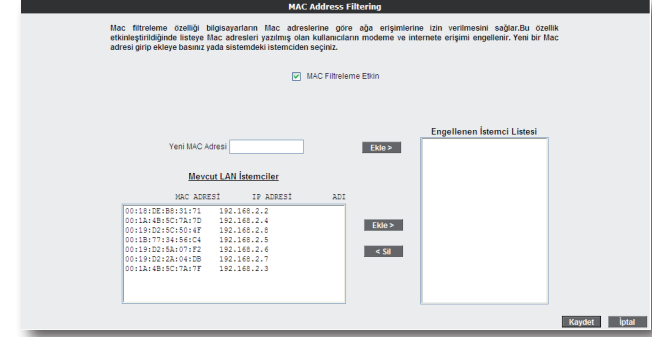 MAC Address Filtering
Mac filtreleme özelliği bilgisayarların Mac adreslerine göre ağa erişimlerine izin verilmesini sağlar.Bu özellik
etkinleştirildiğinde listeye Mac adresleri yazılmış olan kullanıcıların modeme ve internete erişimi engellenir. Yeni bir Mac
adresi girip ekleye basınız yada sistemdeki istemciden seçiniz.
MAC Filtreleme Etkin
Engellenen İstemci Listesi
Yeni MAC Adresi
Ekle >
Mevcut LAN İstemciler
MAC ADRESİ IP ADRESİ ADI
00:18:DE:B8:31:71 192.168.2.2
00:1A:4B:5C:7A:7D 192.168.2.4
00:19:D2:5C:50:4F 192.168.2.8
00:1B:77:34:56:C4 192.168.2.5
00:19:D2:5A:07:F2 192.168.2.6
00:19:D2:2A:04:DB 192.168.2.7
00:1A:4B:5C:7A:7F 192.168.2.3
Ekle >
< Sil
Kaydet İptal